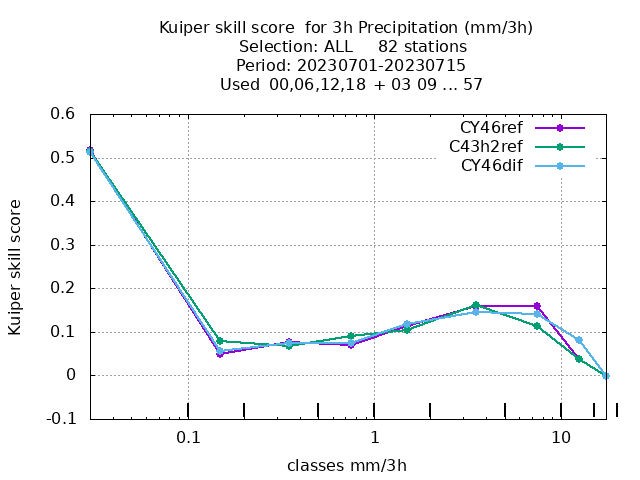 Kuiper skill score  for 3h Precipitation (mm/3h)
Selection: ALL     82 stations
Period: 20230701-20230715
Used  00,06,12,18  + 03 09 ... 57
CY46ref
C43h2ref
CY46dif
Kuiper skill score
0.6
0.5
0.4
0.3
0.2
0.1
0
-0.1
0.1
1
10
classes mm/3h